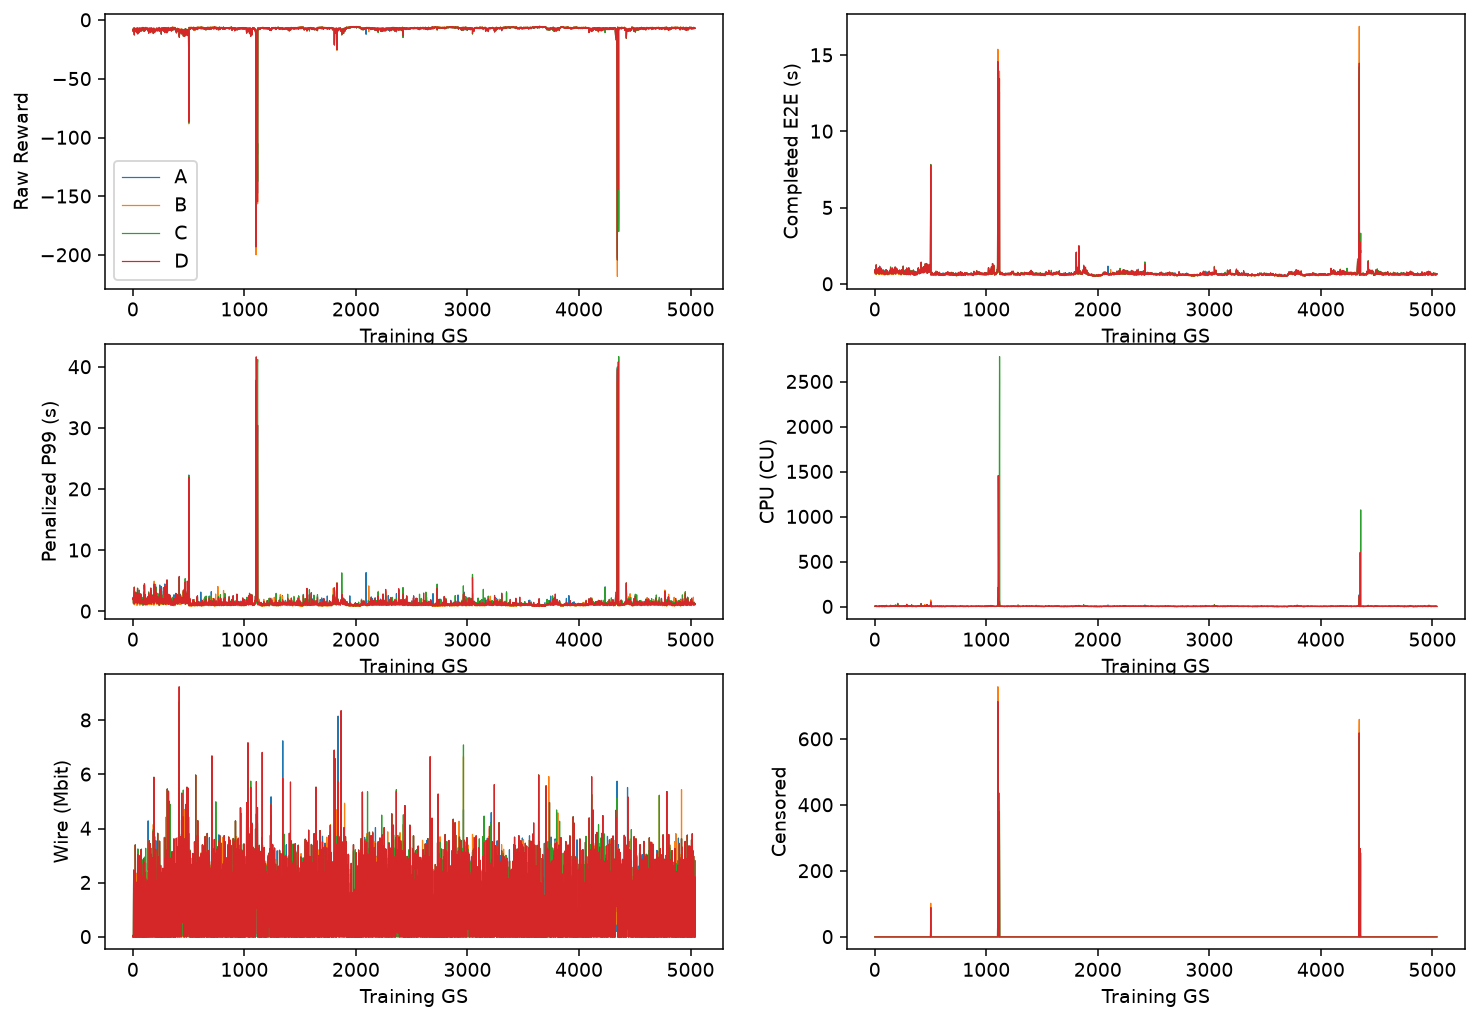 Raw Reward
0
−50
−100
−150
−200
A
B
C
D
0 1000 2000 3000 4000 5000
Training GS
Completed E2E (s)
15
10
5
0
0 1000 2000 3000 4000 5000
Training GS
Penalized P99 (s)
40
30
20
10
0
0 1000 2000 3000 4000 5000
Training GS
CPU (CU)
2500
2000
1500
1000
500
0
0 1000 2000 3000 4000 5000
Training GS
Wire (Mbit)
8
6
4
2
0
0 1000 2000 3000 4000 5000
Training GS
Censored
600
400
200
0
0 1000 2000 3000 4000 5000
Training GS